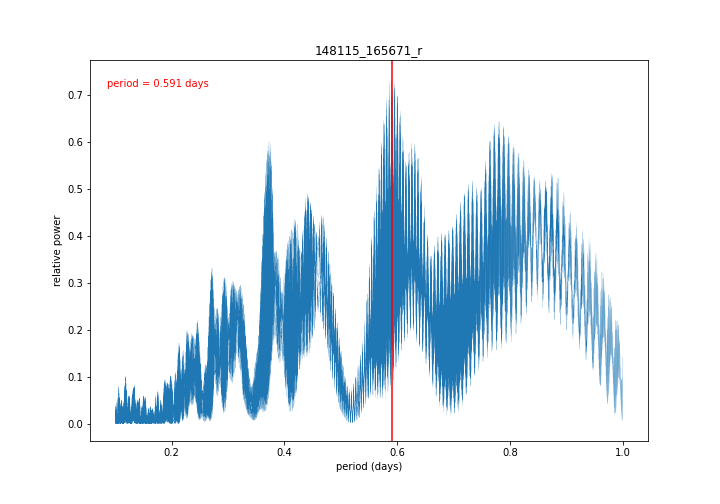 148115_165671_r
period = 0.591 days
relative power
0.7
0.6
0.5
0.4
0.3
0.2
0.1
0.0
0.2 0.4 0.6 0.8 1.0
period (days)